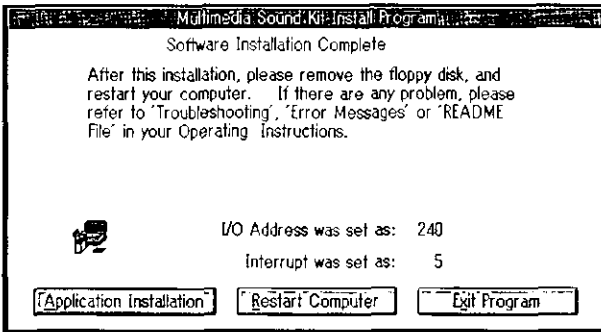 Multimedia Sound Kit Install Program
Software Installation Complete
After this installation, please remove the floppy disk, and
restart your computer. If there are any problem, please
refer to 'Troubleshooting', 'Error Messages' or 'README
File' in your Operating Instructions.
I/O Address was set as: 240
Interrupt was set as: 5
Application Installation
Restart Computer
Exit Program